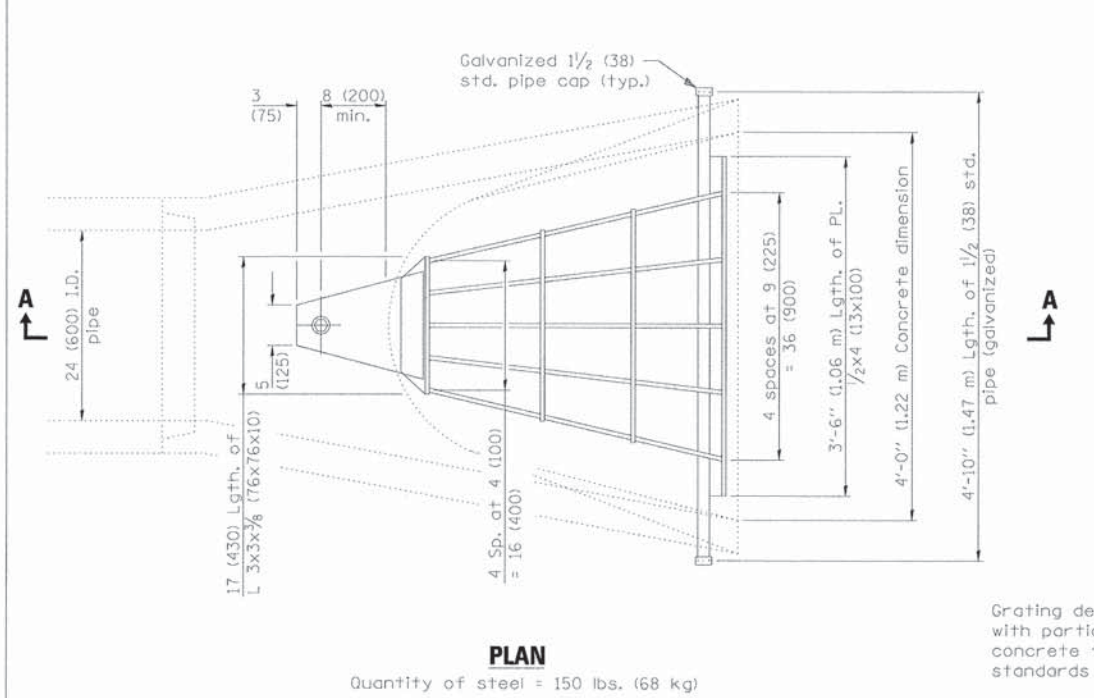 Galvanized 1½ (38)
std. pipe cap (typ.)
3
(75)
8 (200)
min.
A
24 (600) I.D.
pipe
5
(125)
17 (430) Lgth. of
L 3x3x⅜ (76x76x10)
4 Sp. at 4 (100)
= 16 (400)
4 spaces at 9 (225)
= 36 (900)
3'-6" (1.06 m) Lgth. of PL.
½x4 (13x100)
4'-0" (1.22 m) Concrete dimension
4'-10" (1.47 m) Lgth. of 1½ (38) std.
pipe (galvanized)
A
Grating de
with partic
concrete
standards
PLAN
Quantity of steel = 150 lbs. (68 kg)